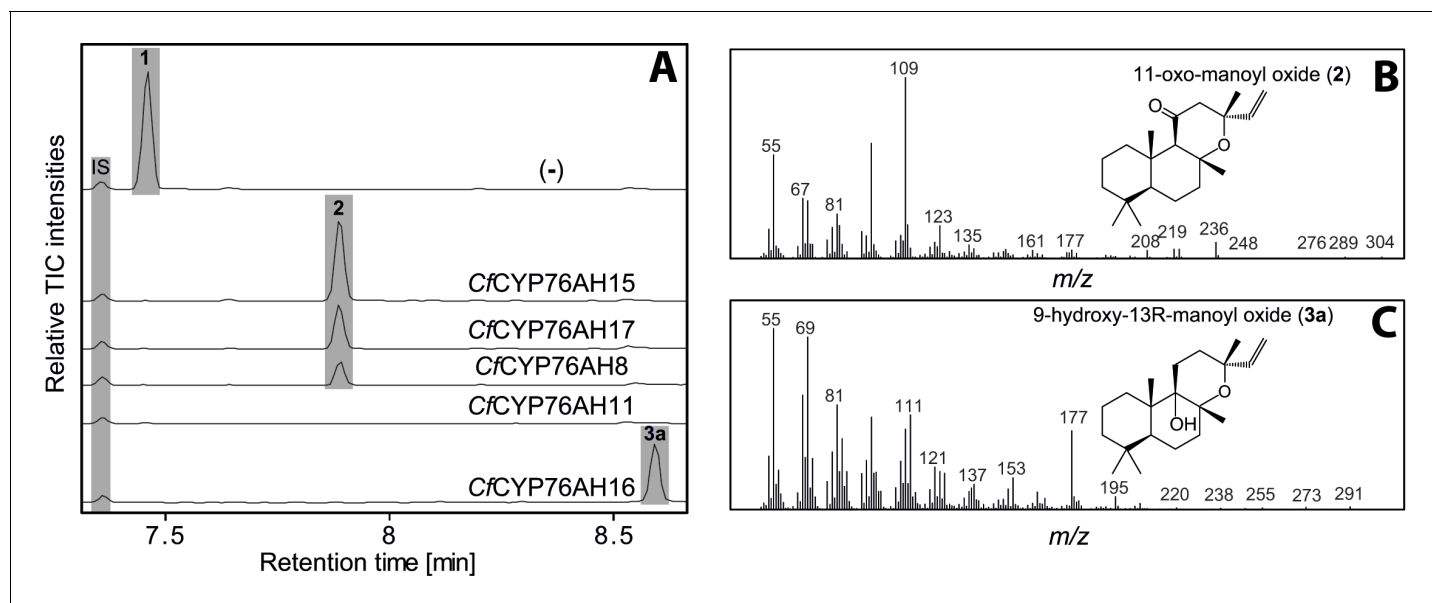 A
1
IS
(-)
2
CfCYP76AH15
CfCYP76AH17
CfCYP76AH8
CfCYP76AH11
3a
CfCYP76AH16
7.5 8 8.5
Retention time [min]
Relative TIC intensities
B
11-oxo-manoyl oxide (2)
109
55
67
81
123
135
161
177
208
219
236
248
276
289
304
O
O
m/z
C
9-hydroxy-13R-manoyl oxide (3a)
55
69
81
111
121
137
153
177
195
220
238
255
273
291
O
OH
m/z